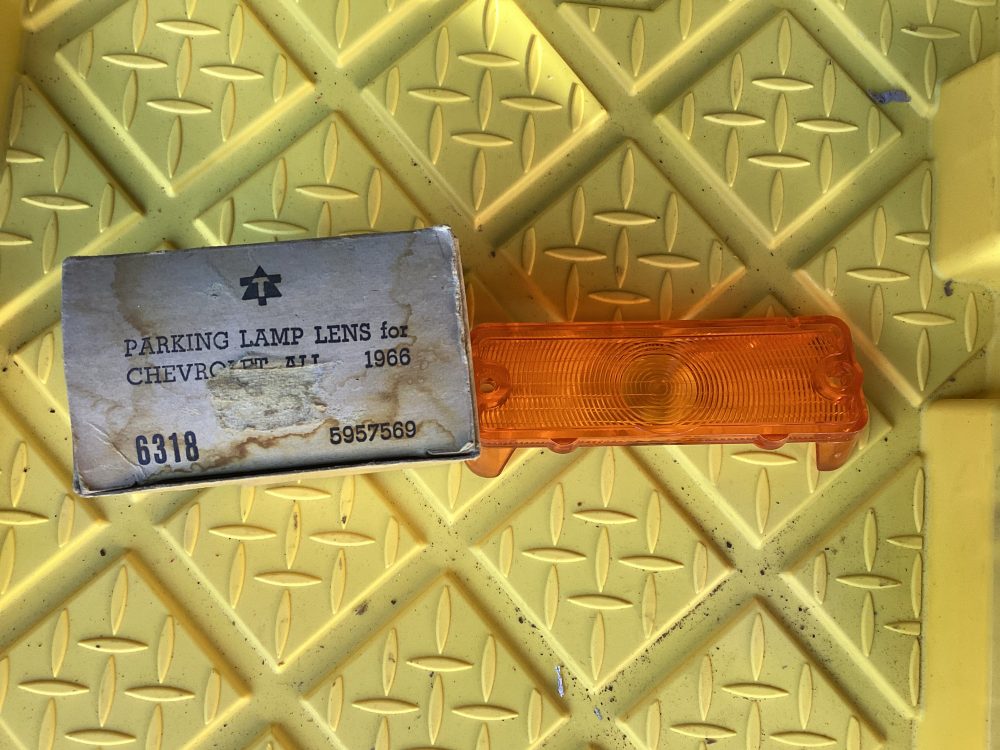 T
PARKING LAMP LENS for
CHEVROLET ALL 1966
6318 5957569